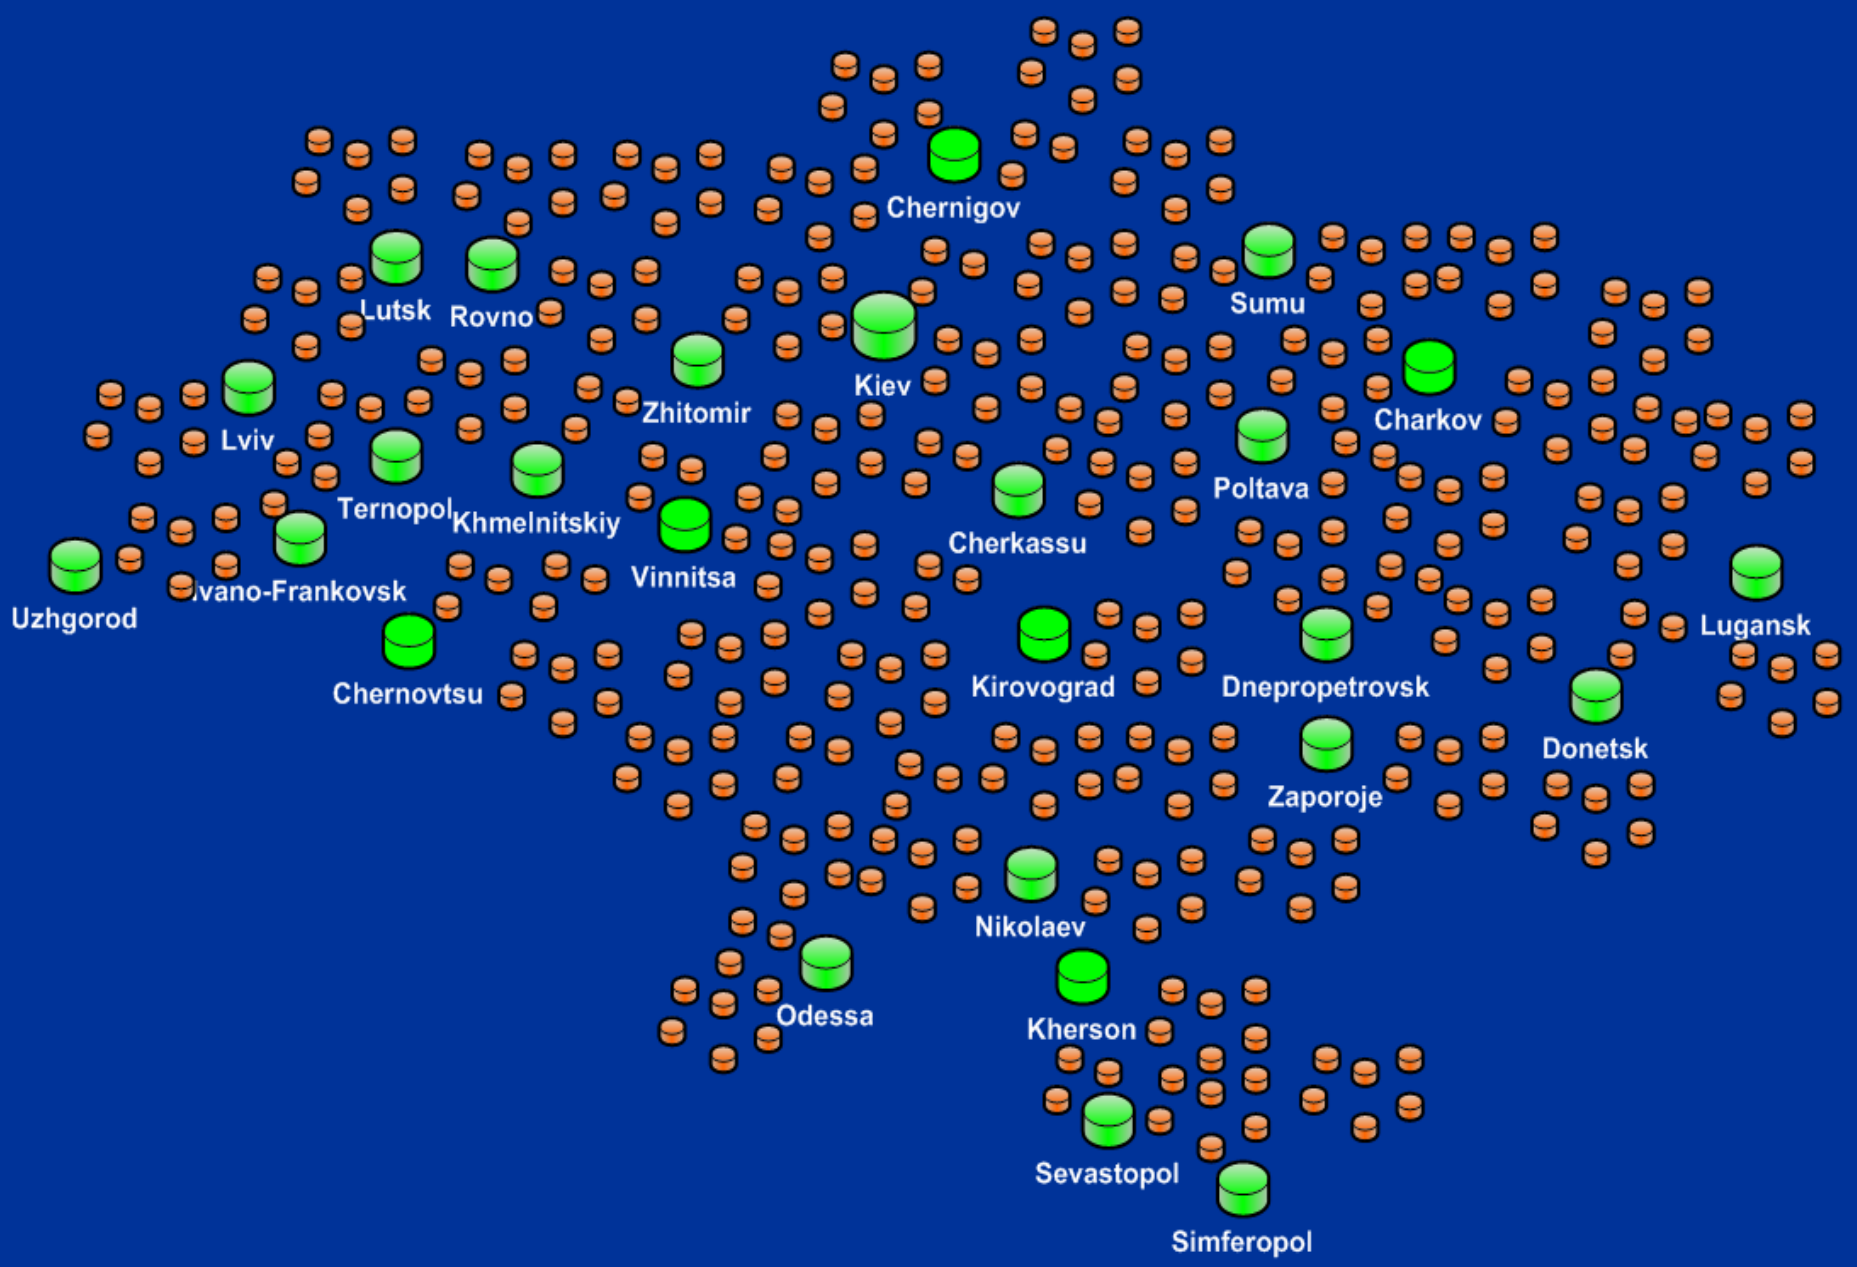 Chernigov
Lutsk
Rovno
Sumu
Kiev
Zhitomir
Charkov
Lviv
Poltava
Ternopol
Khmelnitskiy
Cherkassu
Vinnitsa
Ivano-Frankovsk
Uzhgorod
Lugansk
Chernovtsu
Kirovograd
Dnepropetrovsk
Donetsk
Zaporoje
Nikolaev
Odessa
Kherson
Sevastopol
Simferopol